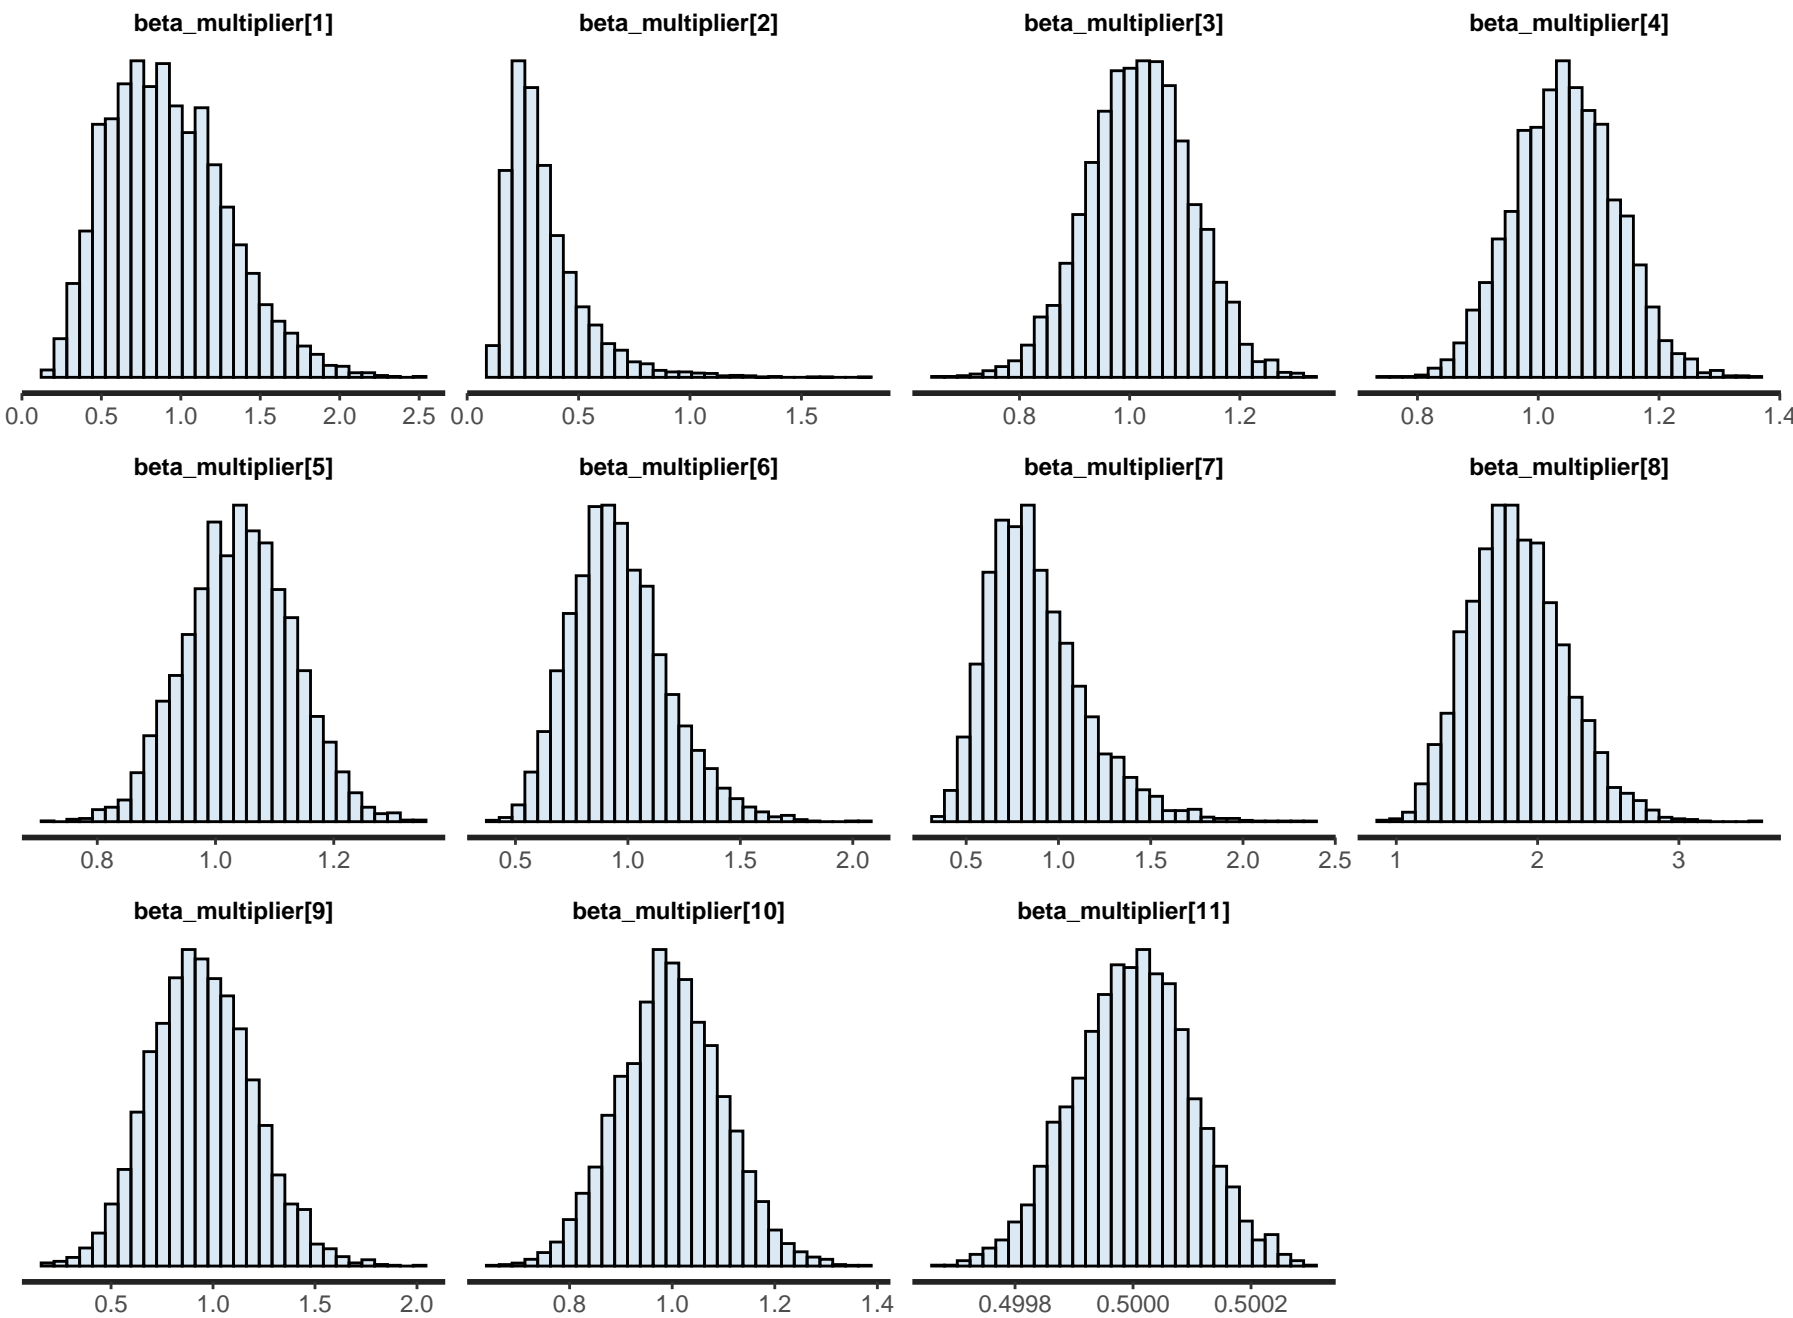 beta_multiplier[1] beta_multiplier[2] beta_multiplier[3] beta_multiplier[4]
0.0 0.5 1.0 1.5 2.0 2.5 0.0 0.5 1.0 1.5 0.8 1.0 1.2 0.8 1.0 1.2 1.4
beta_multiplier[5] beta_multiplier[6] beta_multiplier[7] beta_multiplier[8]
0.8 1.0 1.2 0.5 1.0 1.5 2.0 0.5 1.0 1.5 2.0 2.5 1 2 3
beta_multiplier[9] beta_multiplier[10] beta_multiplier[11]
0.5 1.0 1.5 2.0 0.8 1.0 1.2 1.4 0.4998 0.5000 0.5002